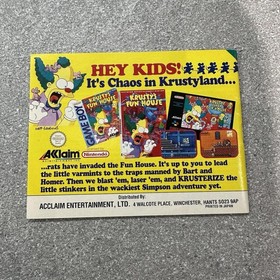 HEY KIDS!
It's Chaos in Krustyland...
KRUSTY'S
FUN HOUSE
GAME BOY
KRUSTY'S
FUN HOUSE
AKlaim
Nintendo
...rats have invaded the Fun House. It's up to you to lead
the little varmints to the traps manned by Bart and
Homer. Then blast 'em, laser 'em, and KRUSTERIZE the
little stinkers in the wackiest Simpson adventure yet.
Distributed By:
ACCLAIM ENTERTAINMENT, LTD. 4 WALCOTE PLACE, WINCHESTER, HANTS SO23 9AP
PRINTED IN JAPAN